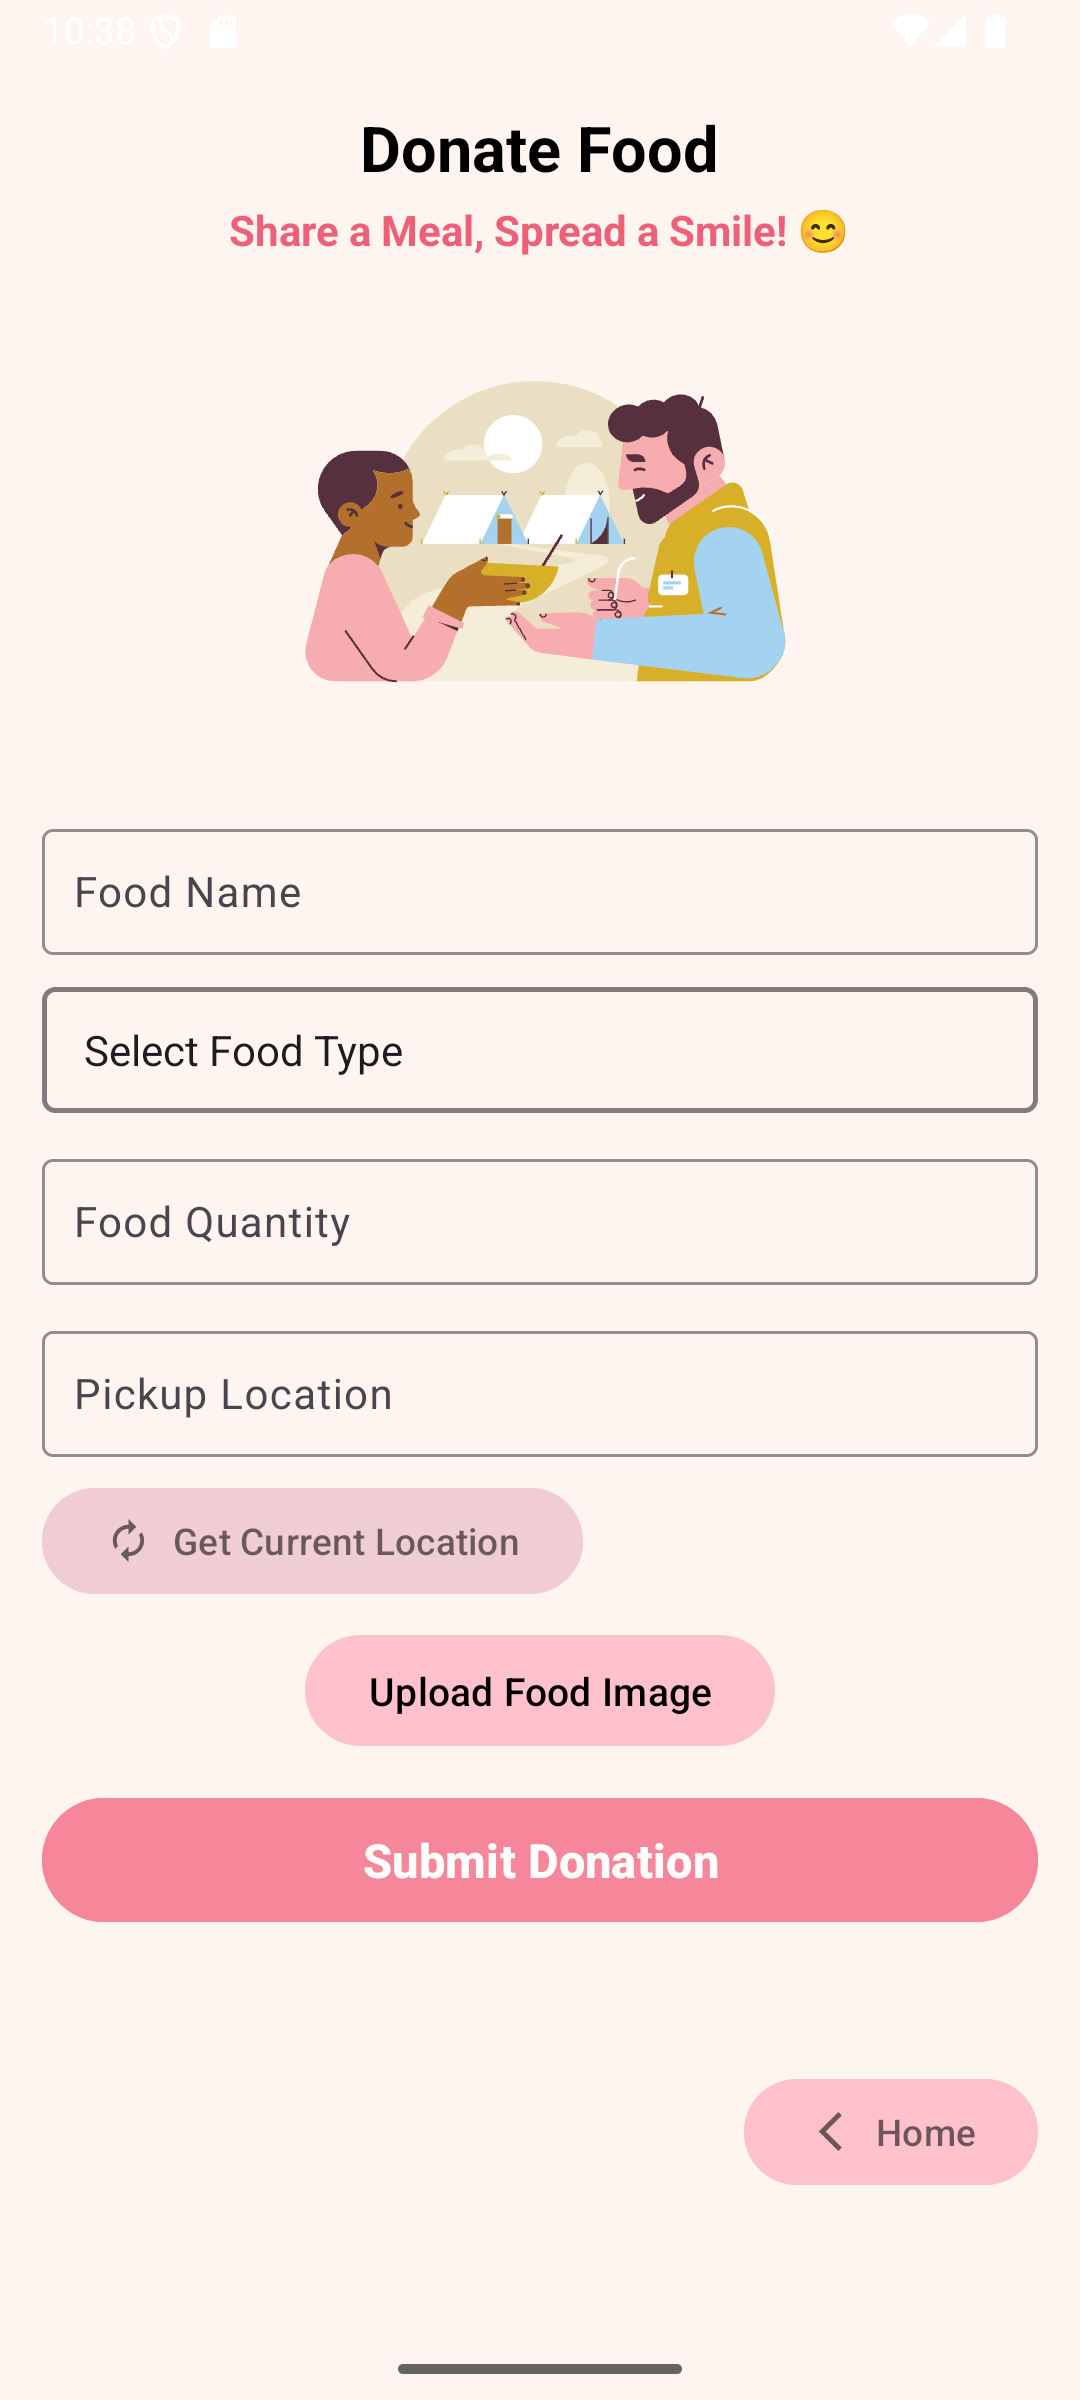 10:38
Donate Food
Share a Meal, Spread a Smile! 😊
Food Name
Select Food Type
Food Quantity
Pickup Location
Get Current Location
Upload Food Image
Submit Donation
Home